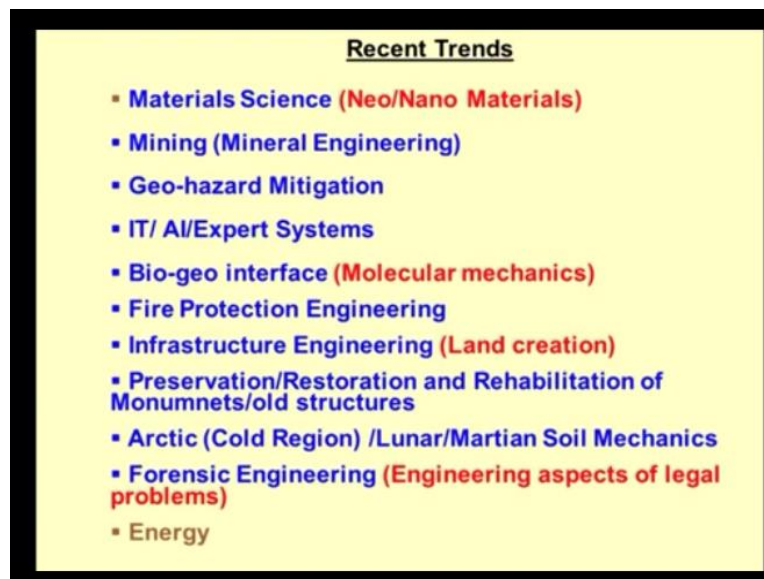 Recent Trends
▪ Materials Science (Neo/Nano Materials)
▪ Mining (Mineral Engineering)
▪ Geo-hazard Mitigation
▪ IT/ AI/Expert Systems
▪ Bio-geo interface (Molecular mechanics)
▪ Fire Protection Engineering
▪ Infrastructure Engineering (Land creation)
▪ Preservation/Restoration and Rehabilitation of
Monumnets/old structures
▪ Arctic (Cold Region) /Lunar/Martian Soil Mechanics
▪ Forensic Engineering (Engineering aspects of legal
problems)
▪ Energy